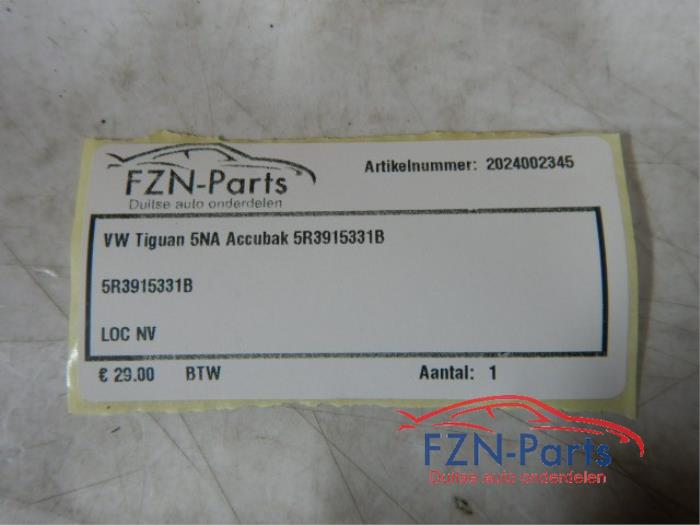 FZN-Parts
Duitse auto onderdelen
Artikelnummer: 2024002345
VW Tiguan 5NA Accubak 5R3915331B
5R3915331B
LOC NV
€ 29.00 BTW Aantal: 1
FZN-Parts
Duitse auto onderdelen